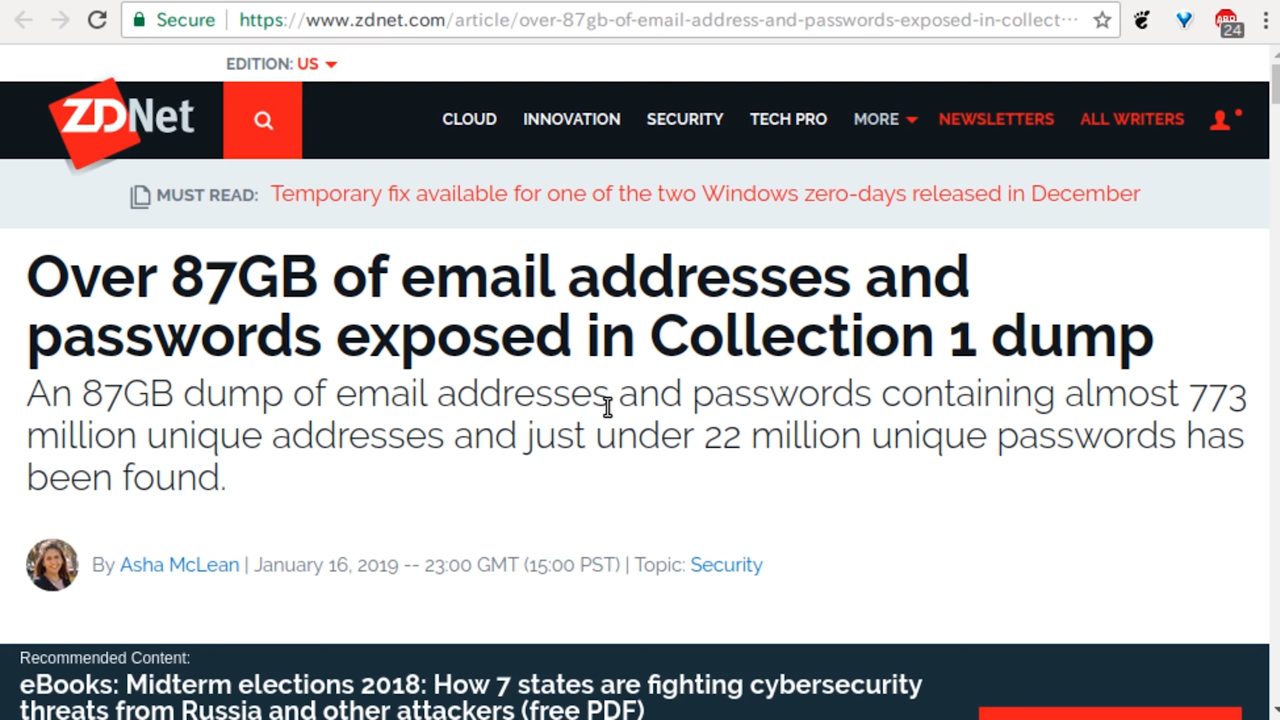 Secure https://www.zdnet.com/article/over-87gb-of-email-address-and-passwords-exposed-in-collect···
24
EDITION: US
ZDNet
CLOUD INNOVATION SECURITY TECH PRO MORE NEWSLETTERS ALL WRITERS
MUST READ: Temporary fix available for one of the two Windows zero-days released in December
Over 87GB of email addresses and
passwords exposed in Collection 1 dump
An 87GB dump of email addresses and passwords containing almost 773
million unique addresses and just under 22 million unique passwords has
been found.
By Asha McLean | January 16, 2019 -- 23:00 GMT (15:00 PST) | Topic: Security
Recommended Content:
eBooks: Midterm elections 2018: How 7 states are fighting cybersecurity
threats from Russia and other attackers (free PDF)